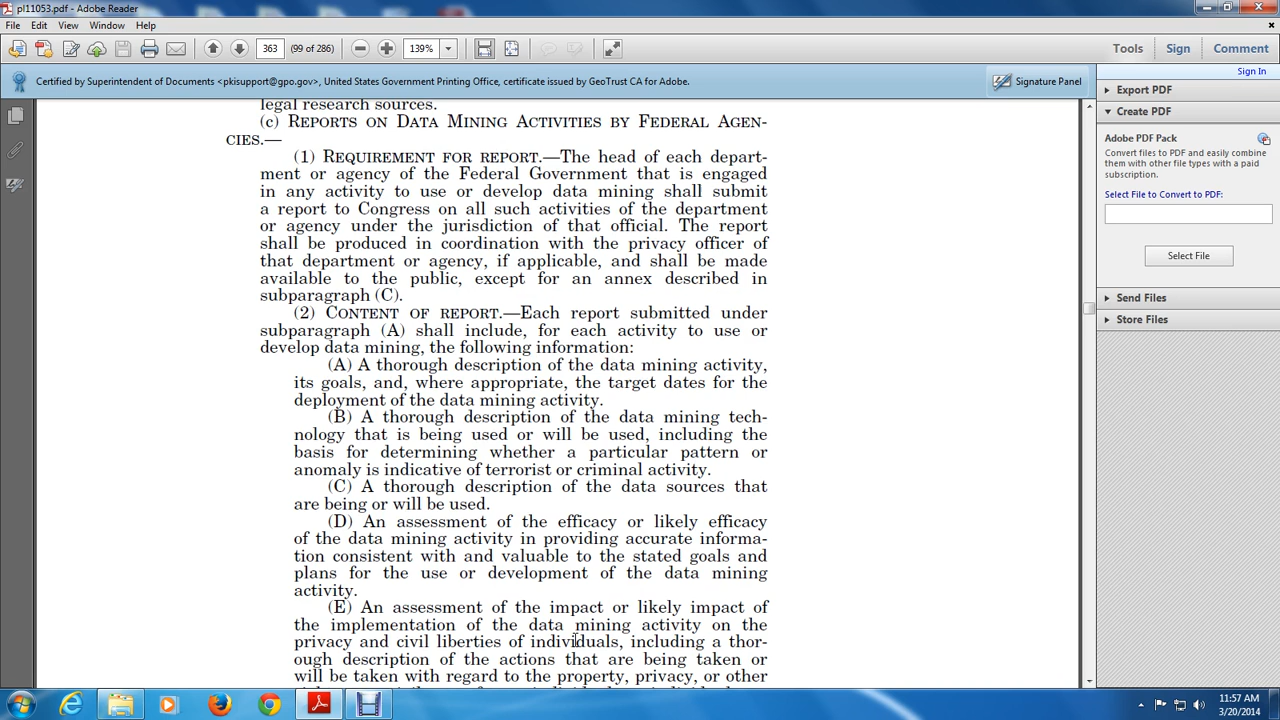 pl11053.pdf - Adobe Reader
File Edit View Window Help
363 (99 of 286) 139% Tools Sign Comment
Certified by Superintendent of Documents <pkisupport@gpo.gov>, United States Government Printing Office, certificate issued by GeoTrust CA for Adobe. Signature Panel
legal research sources.
(c) REPORTS ON DATA MINING ACTIVITIES BY FEDERAL AGEN-
CIES.—
(1) REQUIREMENT FOR REPORT.—The head of each depart-
ment or agency of the Federal Government that is engaged
in any activity to use or develop data mining shall submit
a report to Congress on all such activities of the department
or agency under the jurisdiction of that official. The report
shall be produced in coordination with the privacy officer of
that department or agency, if applicable, and shall be made
available to the public, except for an annex described in
subparagraph (C).
(2) CONTENT OF REPORT.—Each report submitted under
subparagraph (A) shall include, for each activity to use or
develop data mining, the following information:
(A) A thorough description of the data mining activity,
its goals, and, where appropriate, the target dates for the
deployment of the data mining activity.
(B) A thorough description of the data mining tech-
nology that is being used or will be used, including the
basis for determining whether a particular pattern or
anomaly is indicative of terrorist or criminal activity.
(C) A thorough description of the data sources that
are being or will be used.
(D) An assessment of the efficacy or likely efficacy
of the data mining activity in providing accurate informa-
tion consistent with and valuable to the stated goals and
plans for the use or development of the data mining
activity.
(E) An assessment of the impact or likely impact of
the implementation of the data mining activity on the
privacy and civil liberties of individuals, including a thor-
ough description of the actions that are being taken or
will be taken with regard to the property, privacy, or other
Sign In
Export PDF
Create PDF
Adobe PDF Pack
Convert files to PDF and easily combine
them with other file types with a paid
subscription.
Select File to Convert to PDF:
Select File
Send Files
Store Files
11:57 AM
3/20/2014